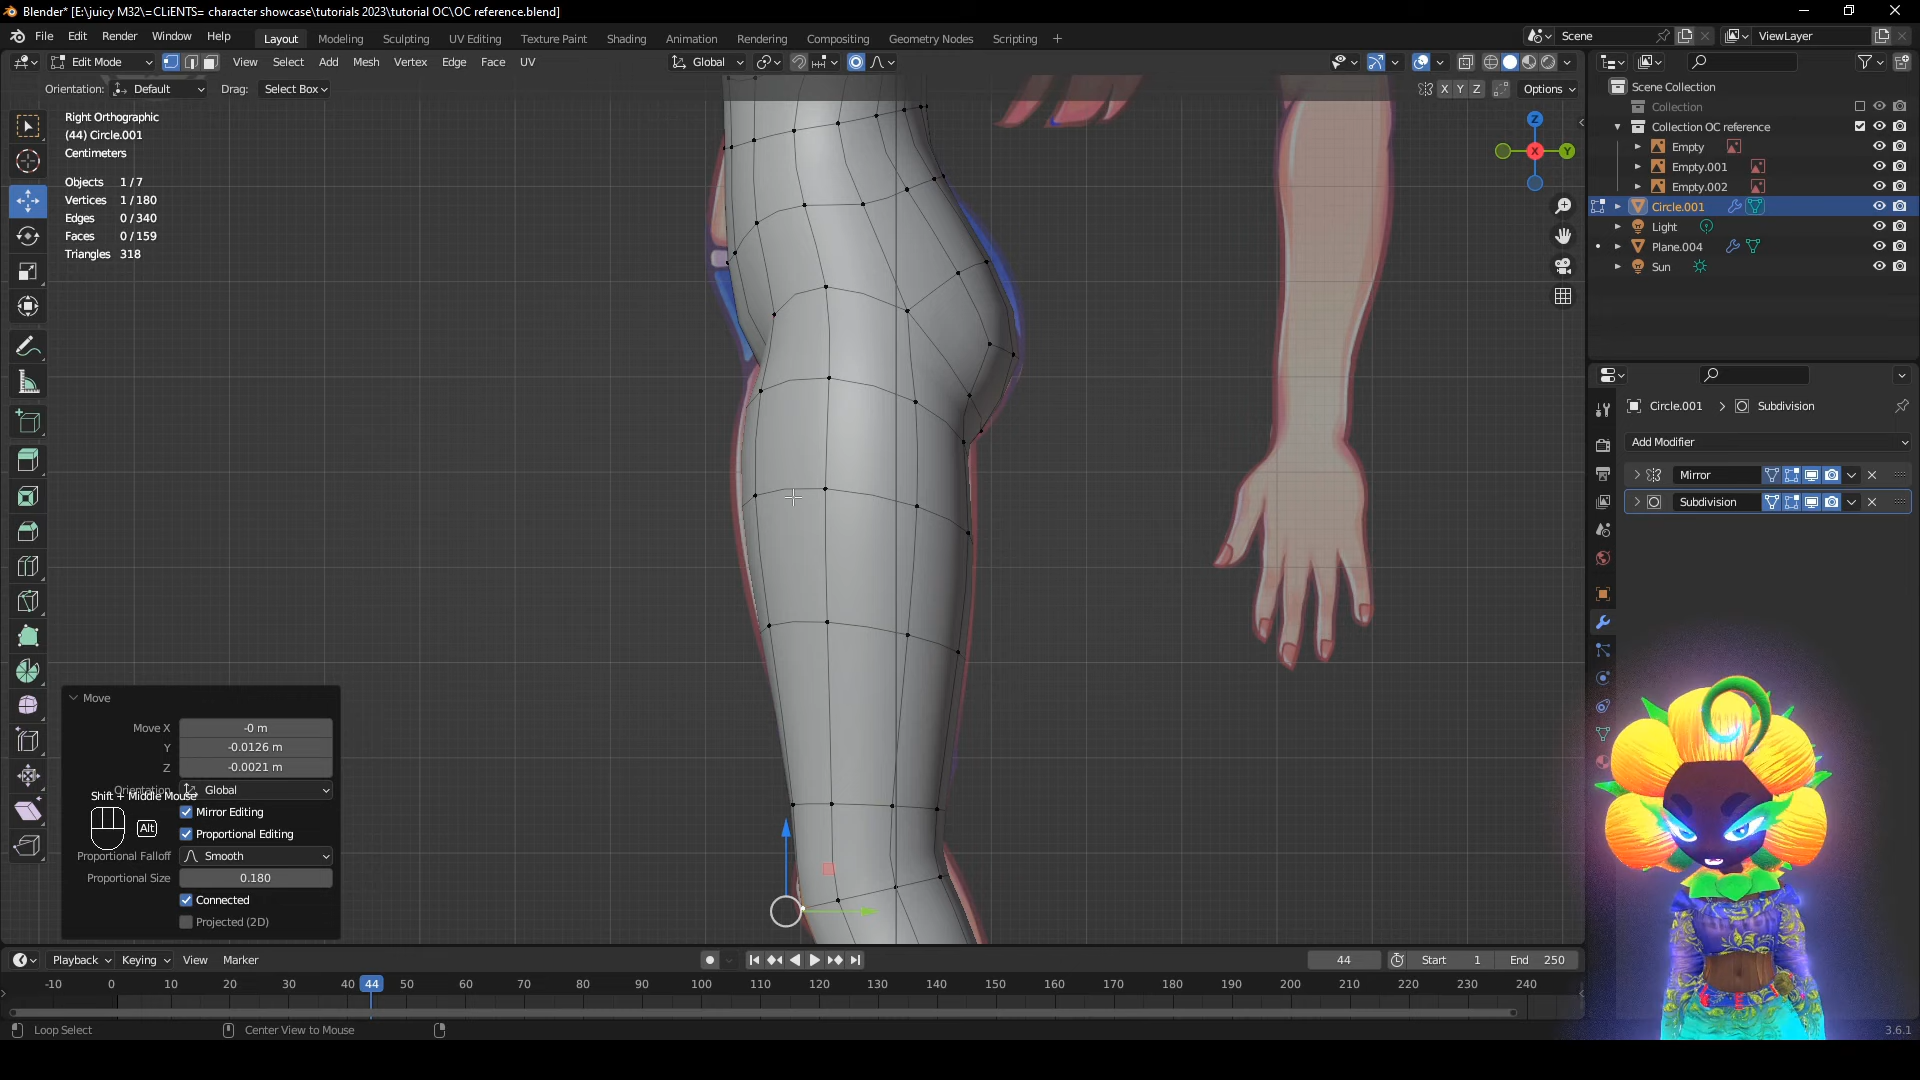 Blender* [E:\juicy M32\=CLiENTS= character showcase\tutorials 2023\tutorial OC\OC reference.blend]
File Edit Render Window Help Layout Modeling Sculpting UV Editing Texture Paint Shading Animation Rendering Compositing Geometry Nodes Scripting + Scene ViewLayer
Edit Mode View Select Add Mesh Vertex Edge Face UV Global
Orientation: Default Drag: Select Box X Y Z Options
Right Orthographic
(44) Circle.001
Centimeters
Objects 1/7
Vertices 1/180
Edges 0/340
Faces 0/159
Triangles 318
Z
X
Y
Scene Collection
Collection
Collection OC reference
Empty
Empty.001
Empty.002
Circle.001
Light
Plane.004
Sun
Circle.001 > Subdivision
Add Modifier
Mirror
Subdivision
Move
Move X -0 m
Y -0.0126 m
Z -0.0021 m
Orientation Global
Shift + Middle Mouse
Alt
Mirror Editing
Proportional Editing
Proportional Falloff Smooth
Proportional Size 0.180
Connected
Projected (2D)
Playback Keying View Marker 44 Start 1 End 250
-10 0 10 20 30 40 44 50 60 70 80 90 100 110 120 130 140 150 160 170 180 190 200 210 220 230 240
Loop Select Center View to Mouse 3.6.1